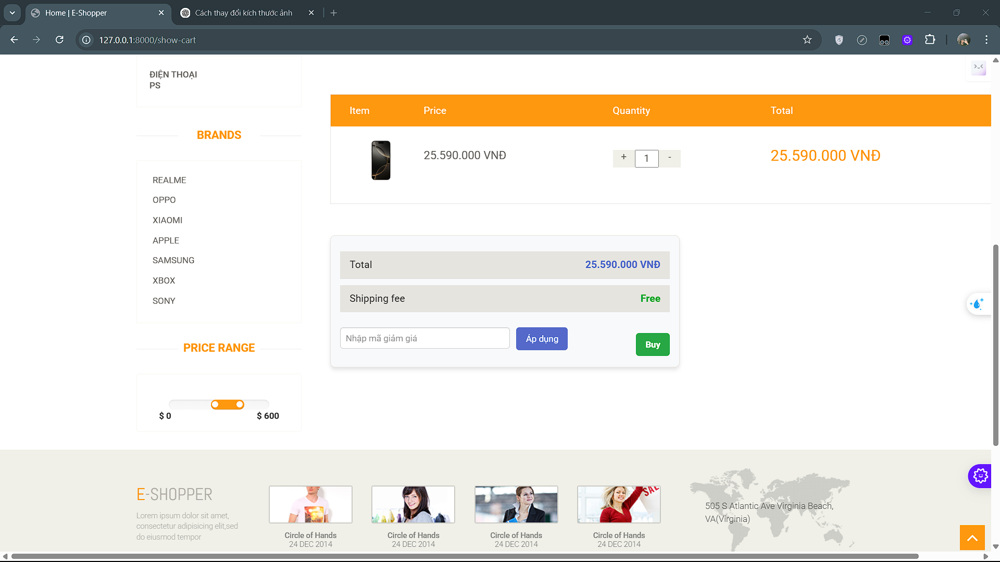 Home | E-Shopper
Cách thay đổi kích thước ảnh
127.0.0.1:8000/show-cart
ĐIỆN THOẠI
PS
BRANDS
REALME
OPPO
XIAOMI
APPLE
SAMSUNG
XBOX
SONY
PRICE RANGE
$ 0
$ 600
Item Price Quantity Total
25.590.000 VNĐ + 1 - 25.590.000 VNĐ
Total 25.590.000 VNĐ
Shipping fee Free
Nhập mã giảm giá Áp dụng Buy
E-SHOPPER
Lorem ipsum dolor sit amet,
consectetur adipisicing elit,sed
do eiusmod tempor
Circle of Hands
24 DEC 2014
Circle of Hands
24 DEC 2014
Circle of Hands
24 DEC 2014
SALE
Circle of Hands
24 DEC 2014
505 S Atlantic Ave Virginia Beach,
VA(Virginia)